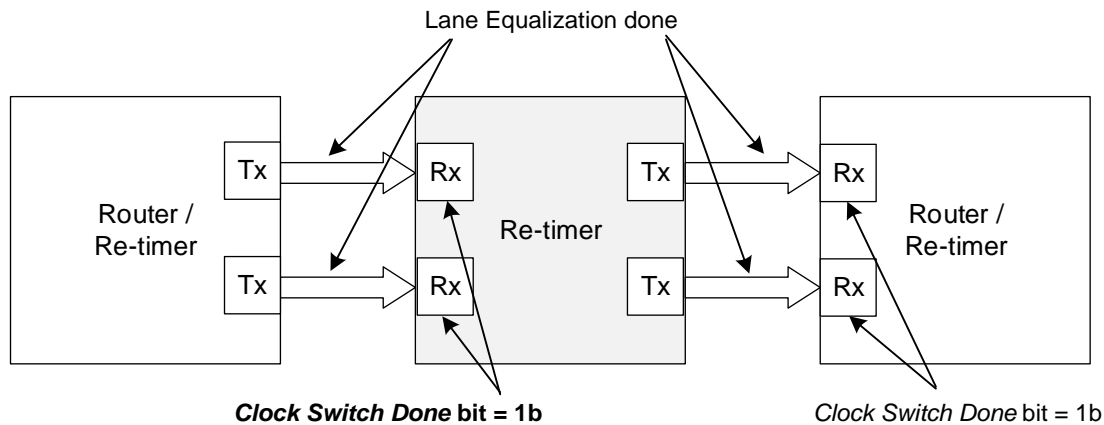 Lane Equalization done
Tx
Rx
Tx
Rx
Router /
Re-timer
Re-timer
Router /
Re-timer
Tx
Rx
Tx
Rx
Clock Switch Done bit = 1b
Clock Switch Done bit = 1b